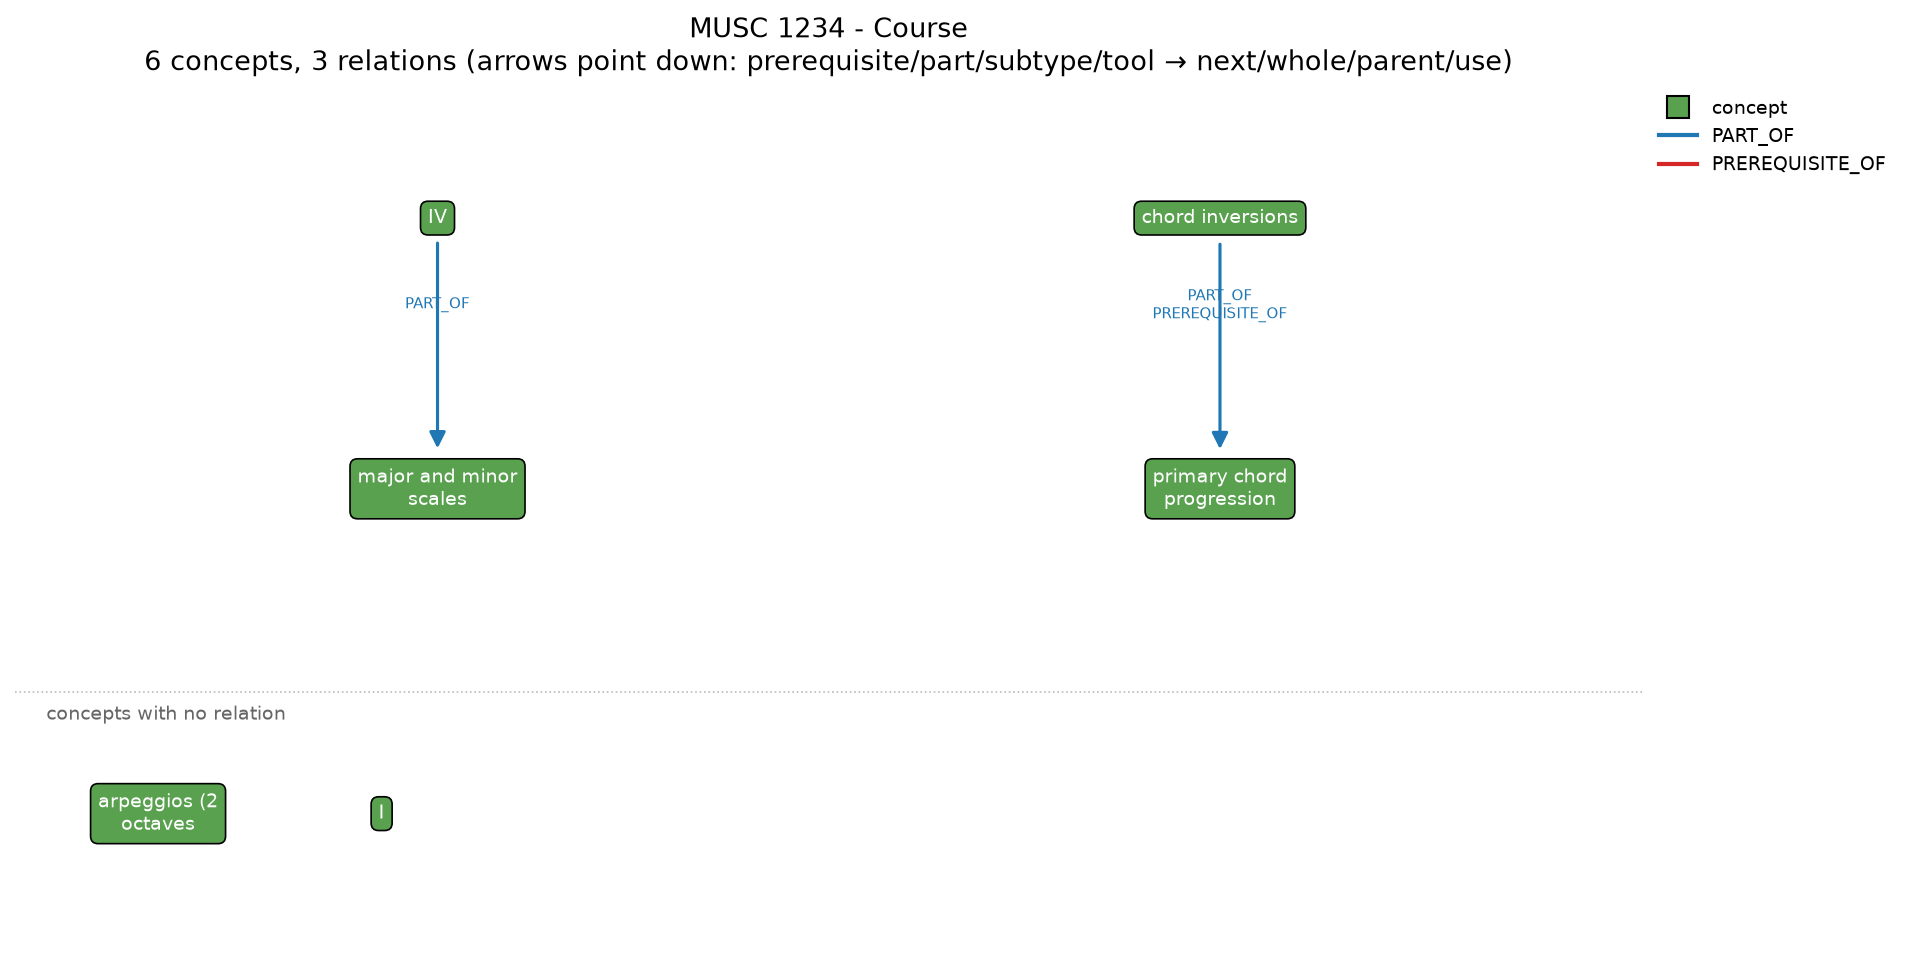 MUSC 1234 - Course
6 concepts, 3 relations (arrows point down: prerequisite/part/subtype/tool → next/whole/parent/use)
concept
PART_OF
PREREQUISITE_OF
IV
chord inversions
PART_OF
PART_OF
PREREQUISITE_OF
major and minor
scales
primary chord
progression
concepts with no relation
arpeggios (2
octaves
I